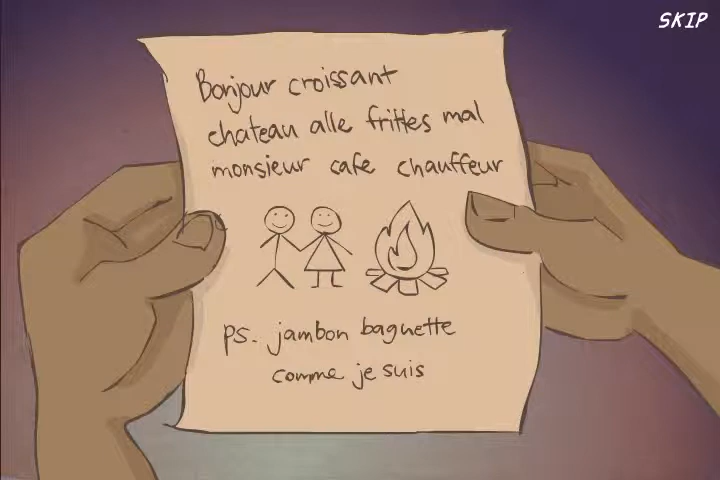 SKIP
Bonjour croissant
chateau alle frittes mal
monsieur cafe chauffeur
ps. jambon baguette
comme je suis